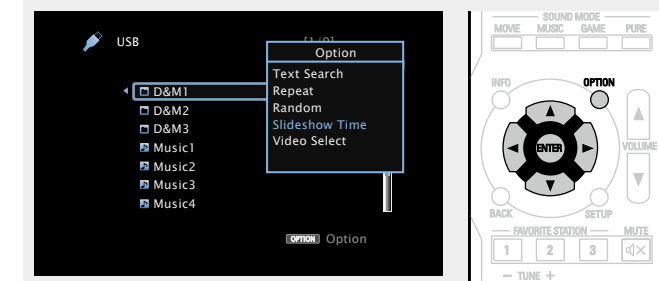 USB
[1/9]
Option
Text Search
Repeat
Random
Slideshow Time
Video Select
D&M1
D&M2
D&M3
Music1
Music2
Music3
Music4
OPTION Option
SOUND MODE
MOVIE MUSIC GAME PURE
INFO OPTION
ENTER
VOLUME
BACK SETUP
FAVORITE STATION MUTE
1 2 3
TUNE